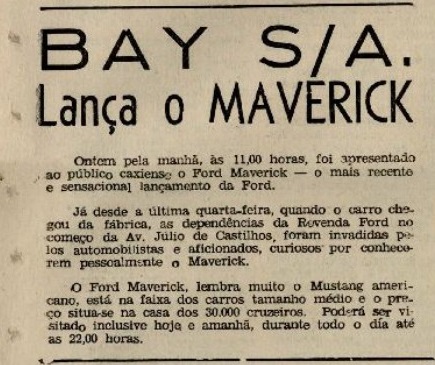 BAY S/A.
Lança o MAVERICK
Ontem pela manhã, às 11,00 horas, foi apresentado
ao público caxiense o Ford Maverick — o mais recente
e sensacional lançamento da Ford.
Já desde a última quarta-feira, quando o carro che-
gou da fábrica, as dependências da Revenda Ford no
começo da Av. Júlio de Castilhos, foram invadidas pe-
los automobilistas e aficionados, curiosos por conhece-
rem pessoalmente o Maverick.
O Ford Maverick, lembra muito o Mustang ameri-
cano, está na faixa dos carros tamanho médio e o pre-
ço situa-se na casa dos 30.000 cruzeiros. Poderá ser vi-
sitado inclusive hoje e amanhã, durante todo o día até
as 22,00 horas.